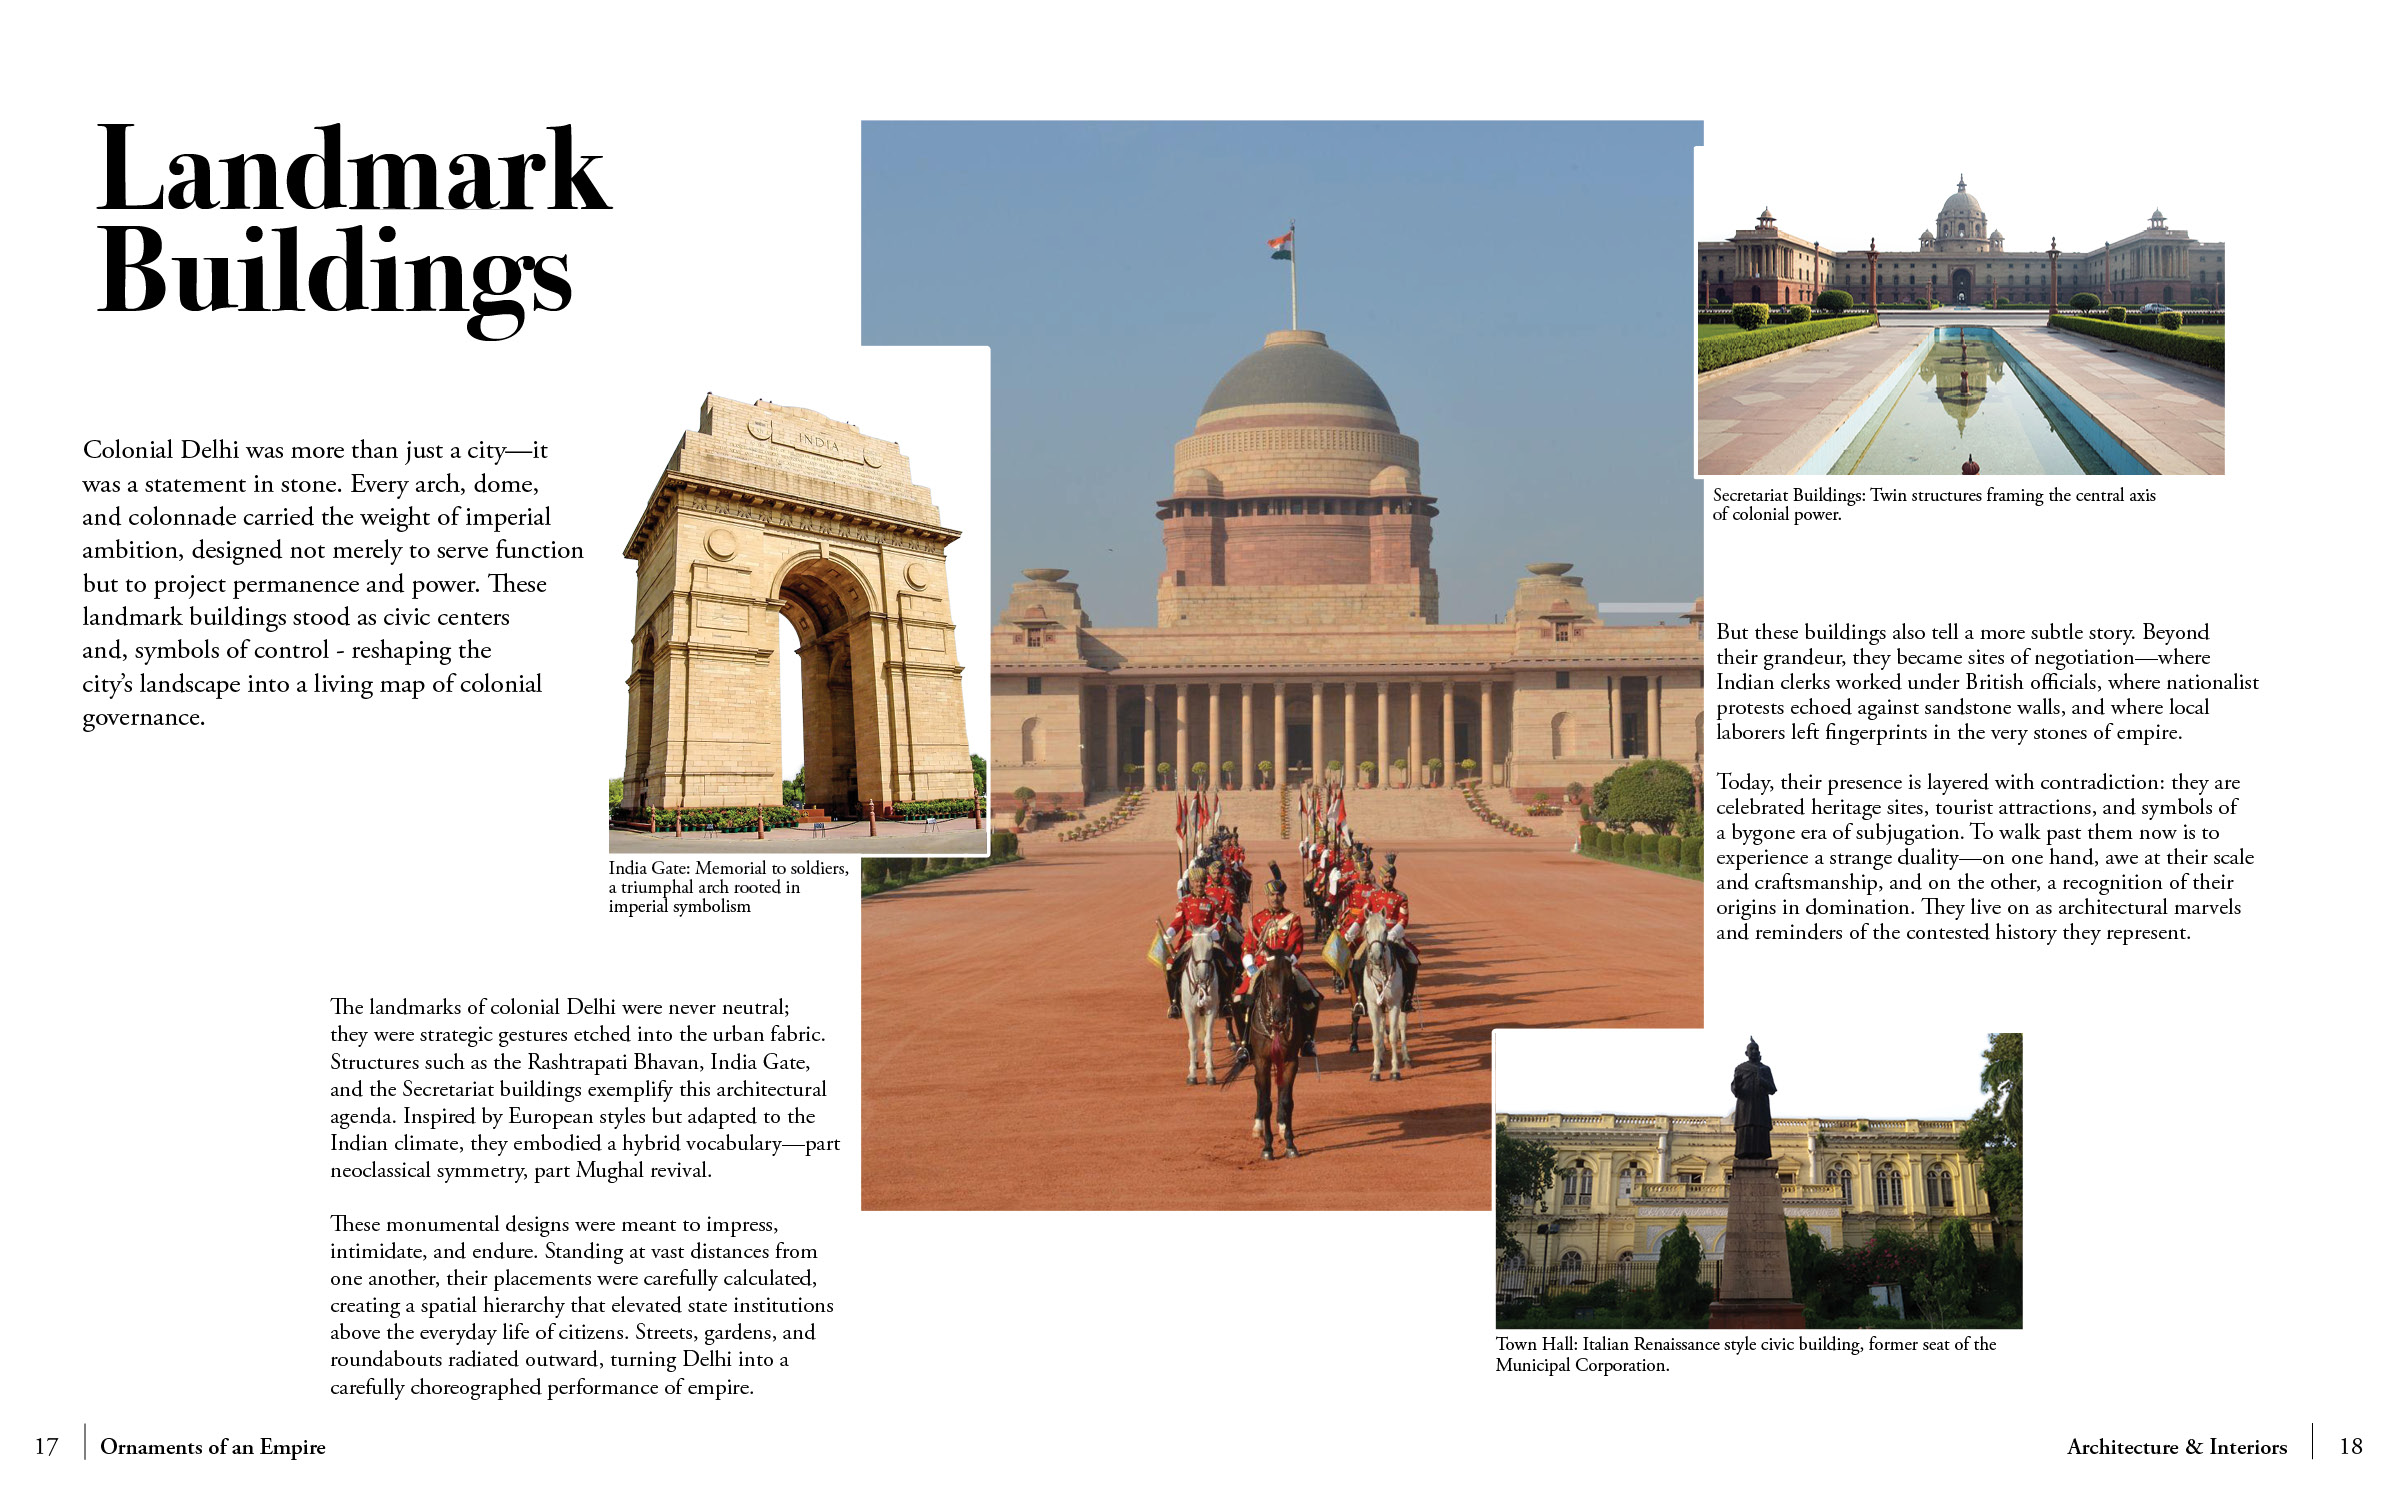 Landmark
Buildings
Colonial Delhi was more than just a city—it
was a statement in stone. Every arch, dome,
and colonnade carried the weight of imperial
ambition, designed not merely to serve function
but to project permanence and power. These
landmark buildings stood as civic centers
and, symbols of control - reshaping the
city’s landscape into a living map of colonial
governance.
INDIA
India Gate: Memorial to soldiers,
a triumphal arch rooted in
imperial symbolism
The landmarks of colonial Delhi were never neutral;
they were strategic gestures etched into the urban fabric.
Structures such as the Rashtrapati Bhavan, India Gate,
and the Secretariat buildings exemplify this architectural
agenda. Inspired by European styles but adapted to the
Indian climate, they embodied a hybrid vocabulary—part
neoclassical symmetry, part Mughal revival.
These monumental designs were meant to impress,
intimidate, and endure. Standing at vast distances from
one another, their placements were carefully calculated,
creating a spatial hierarchy that elevated state institutions
above the everyday life of citizens. Streets, gardens, and
roundabouts radiated outward, turning Delhi into a
carefully choreographed performance of empire.
Secretariat Buildings: Twin structures framing the central axis
of colonial power.
But these buildings also tell a more subtle story. Beyond
their grandeur, they became sites of negotiation—where
Indian clerks worked under British officials, where nationalist
protests echoed against sandstone walls, and where local
laborers left fingerprints in the very stones of empire.
Today, their presence is layered with contradiction: they are
celebrated heritage sites, tourist attractions, and symbols of
a bygone era of subjugation. To walk past them now is to
experience a strange duality—on one hand, awe at their scale
and craftsmanship, and on the other, a recognition of their
origins in domination. They live on as architectural marvels
and reminders of the contested history they represent.
Town Hall: Italian Renaissance style civic building, former seat of the
Municipal Corporation.
17
Ornaments of an Empire
Architecture & Interiors
18